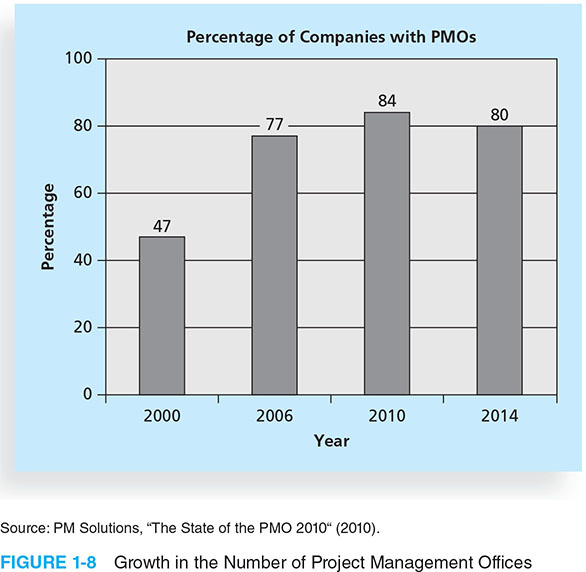 Percentage of Companies with PMOs
100
80
60
40
20
0
Percentage
47
77
84
80
2000 2006 2010 2014
Year
Source: PM Solutions, “The State of the PMO 2010“ (2010).
FIGURE 1-8 Growth in the Number of Project Management Offices